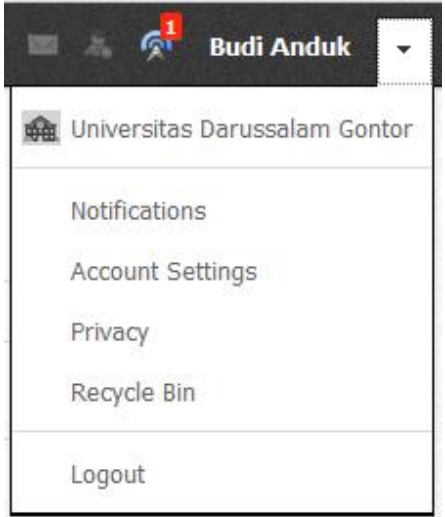 1
Budi Anduk
Universitas Darussalam Gontor
Notifications
Account Settings
Privacy
Recycle Bin
Logout